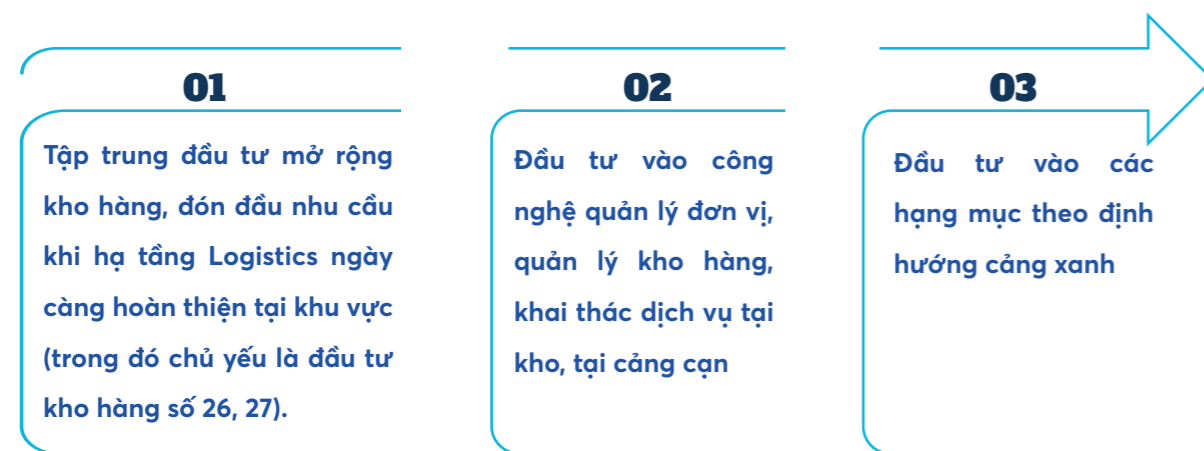 01
Tập trung đầu tư mở rộng
kho hàng, đón đầu nhu cầu
khi hạ tầng Logistics ngày
càng hoàn thiện tại khu vực
(trong đó chủ yếu là đầu tư
kho hàng số 26, 27).
02
Đầu tư vào công
nghệ quản lý đơn vị,
quản lý kho hàng,
khai thác dịch vụ tại
kho, tại cảng cạn
03
Đầu tư vào các
hạng mục theo định
hướng cảng xanh